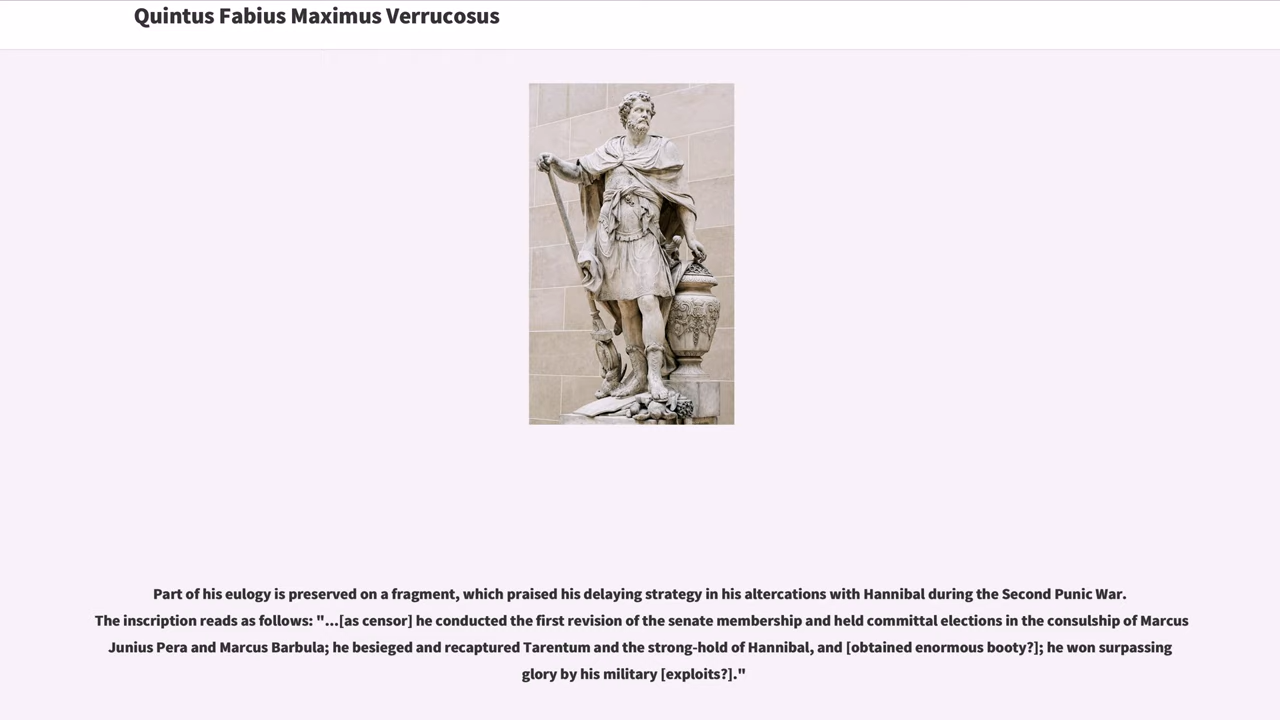 Quintus Fabius Maximus Verrucosus
Part of his eulogy is preserved on a fragment, which praised his delaying strategy in his altercations with Hannibal during the Second Punic War.
The inscription reads as follows: "...[as censor] he conducted the first revision of the senate membership and held committal elections in the consulship of Marcus
Junius Pera and Marcus Barbula; he besieged and recaptured Tarentum and the strong-hold of Hannibal, and [obtained enormous booty?]; he won surpassing
glory by his military [exploits?]."